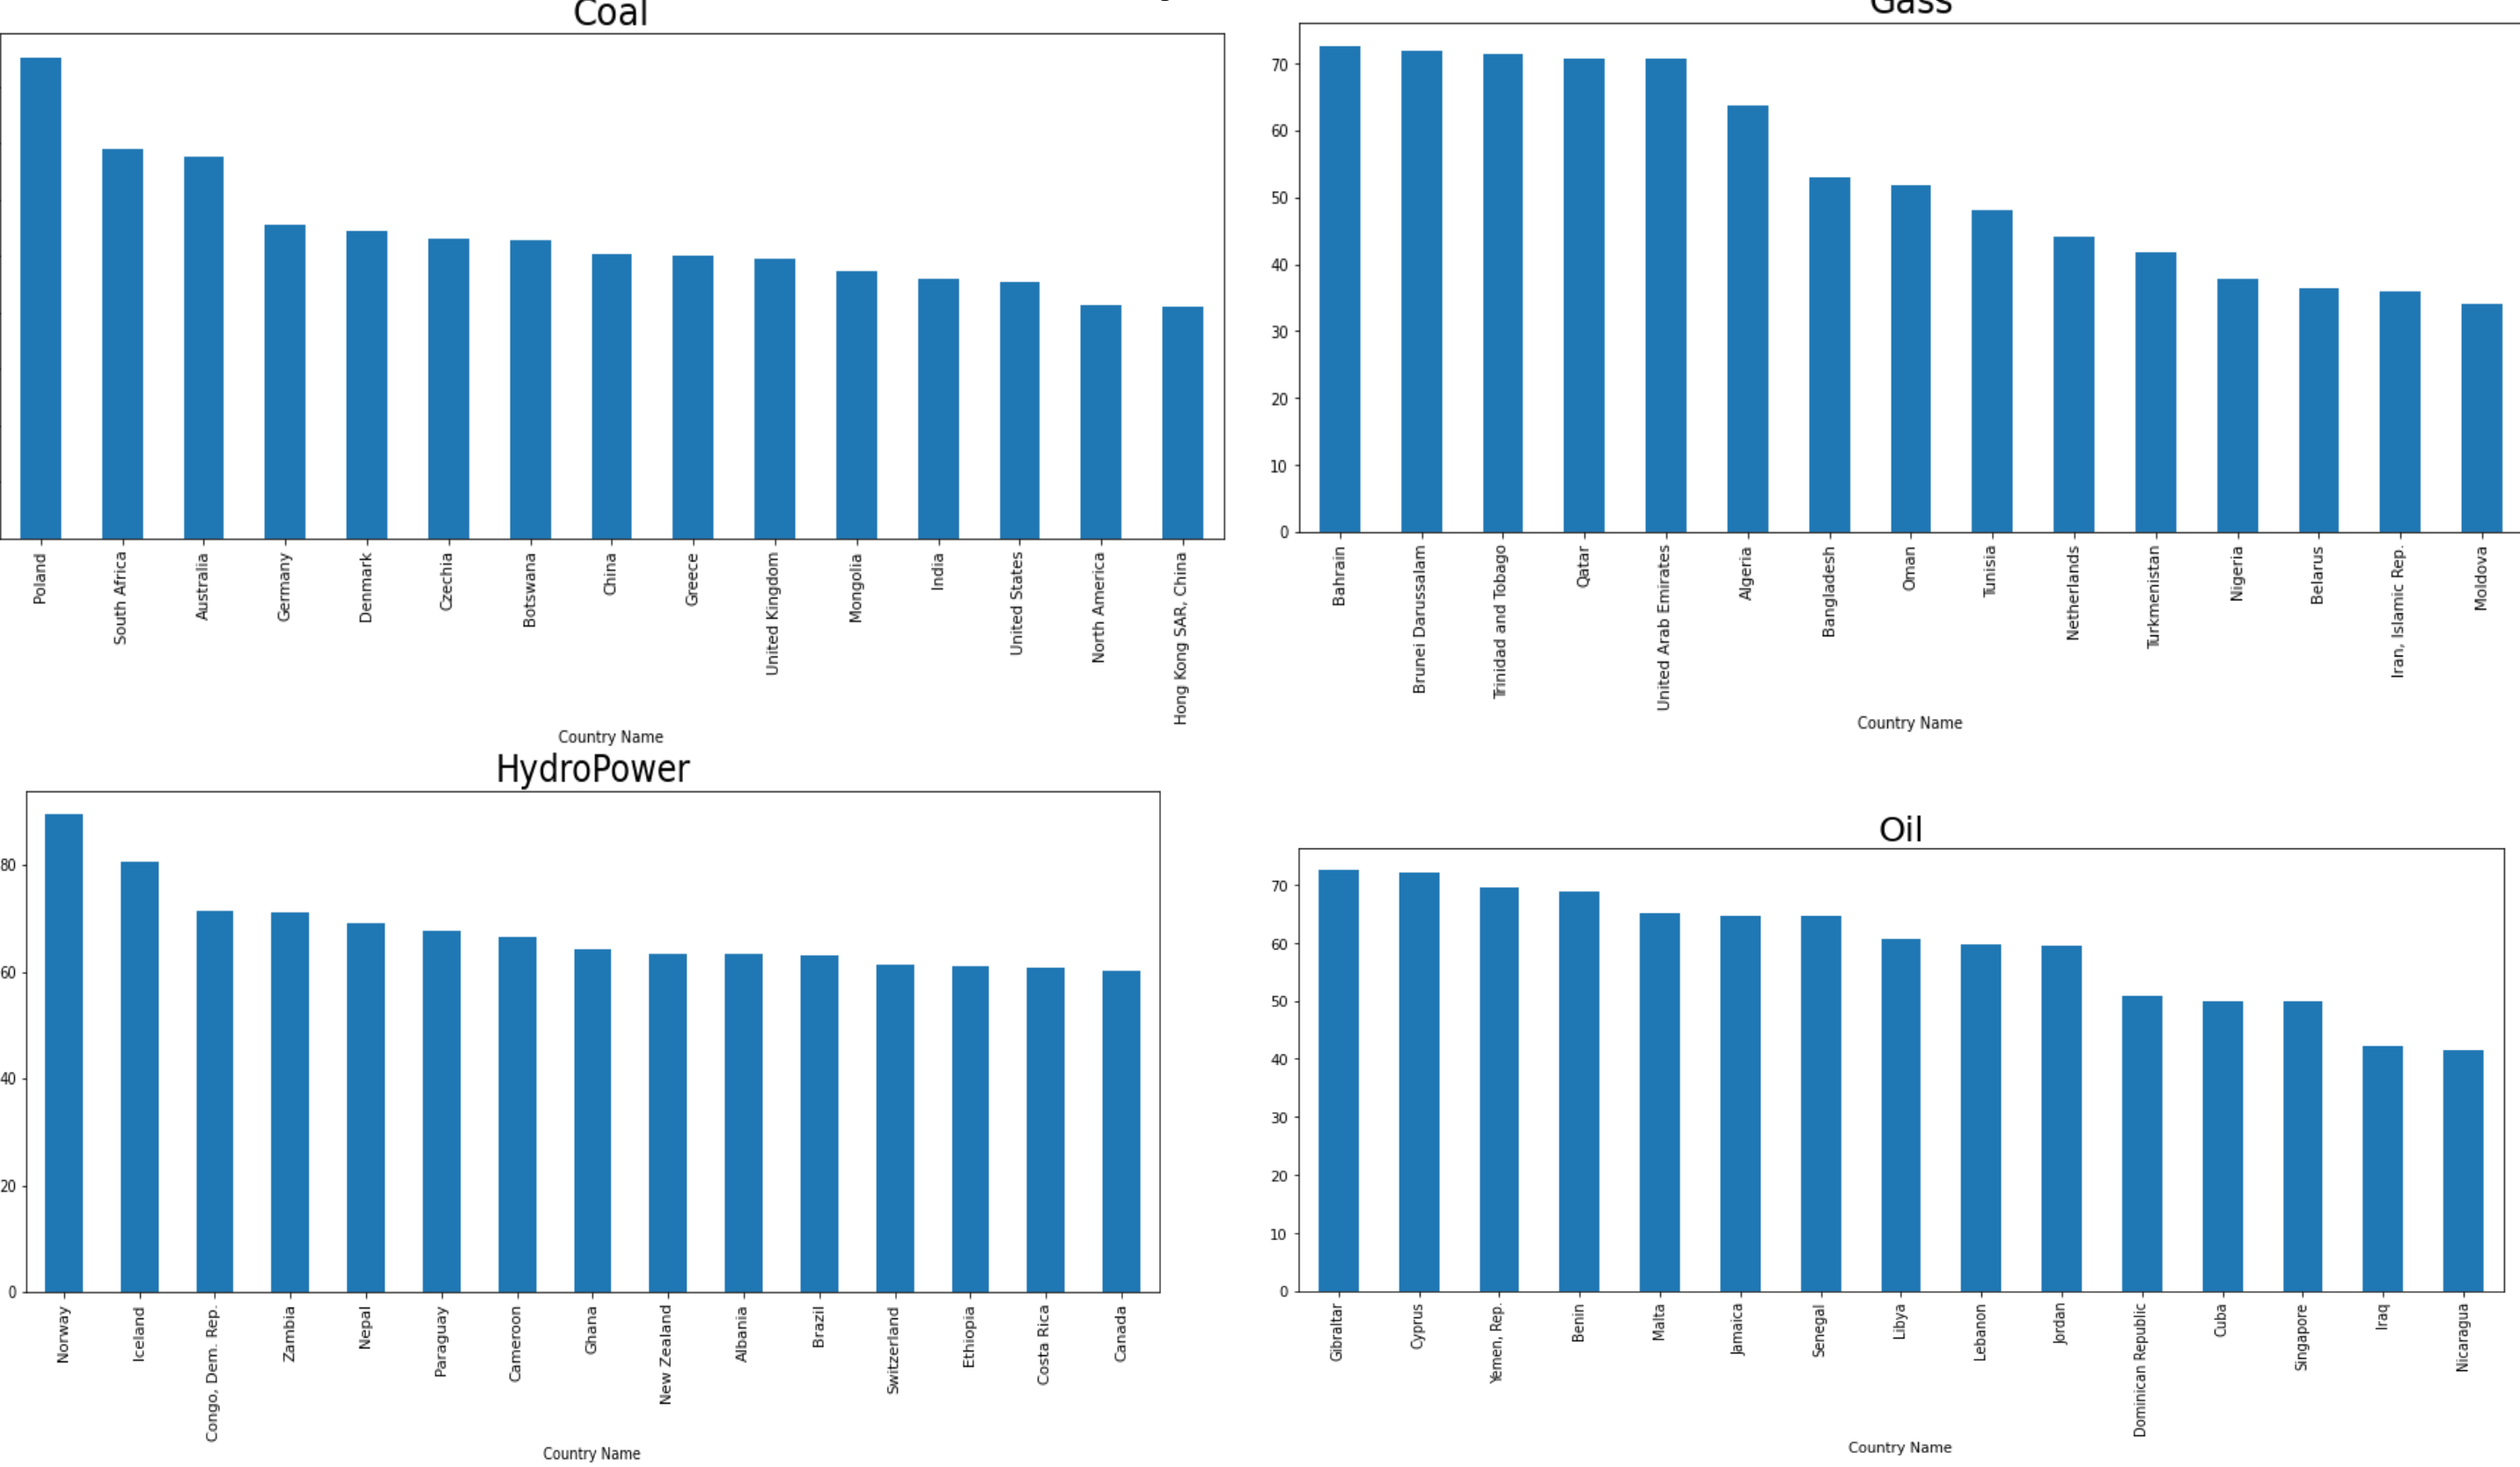 Coal
Poland
South Africa
Australia
Germany
Denmark
Czechia
Botswana
China
Greece
United Kingdom
Mongolia
India
United States
North America
Hong Kong SAR, China
Country Name
Gass
70
60
50
40
30
20
10
0
Bahrain
Brunei Darussalam
Trinidad and Tobago
Qatar
United Arab Emirates
Algeria
Bangladesh
Oman
Tunisia
Netherlands
Turkmenistan
Nigeria
Belarus
Iran, Islamic Rep.
Moldova
Country Name
HydroPower
80
60
40
20
0
Norway
Iceland
Congo, Dem. Rep.
Zambia
Nepal
Paraguay
Cameroon
Ghana
New Zealand
Albania
Brazil
Switzerland
Ethiopia
Costa Rica
Canada
Country Name
Oil
70
60
50
40
30
20
10
0
Gibraltar
Cyprus
Yemen, Rep.
Benin
Malta
Jamaica
Senegal
Libya
Lebanon
Jordan
Dominican Republic
Cuba
Singapore
Iraq
Nicaragua
Country Name